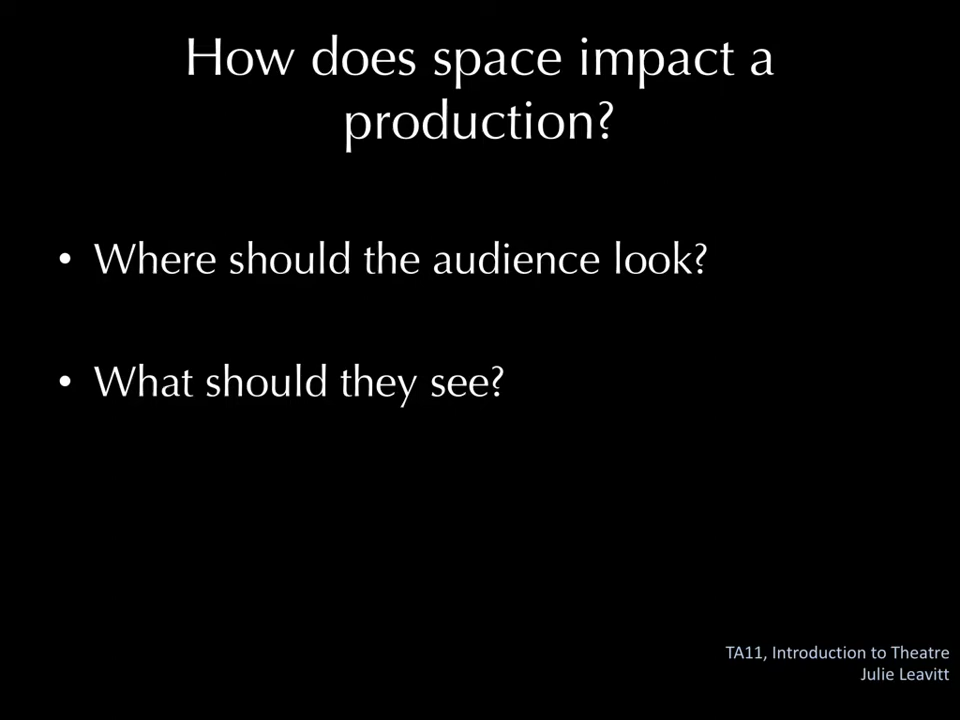 How does space impact a
production?
• Where should the audience look?
• What should they see?
TA11, Introduction to Theatre
Julie Leavitt